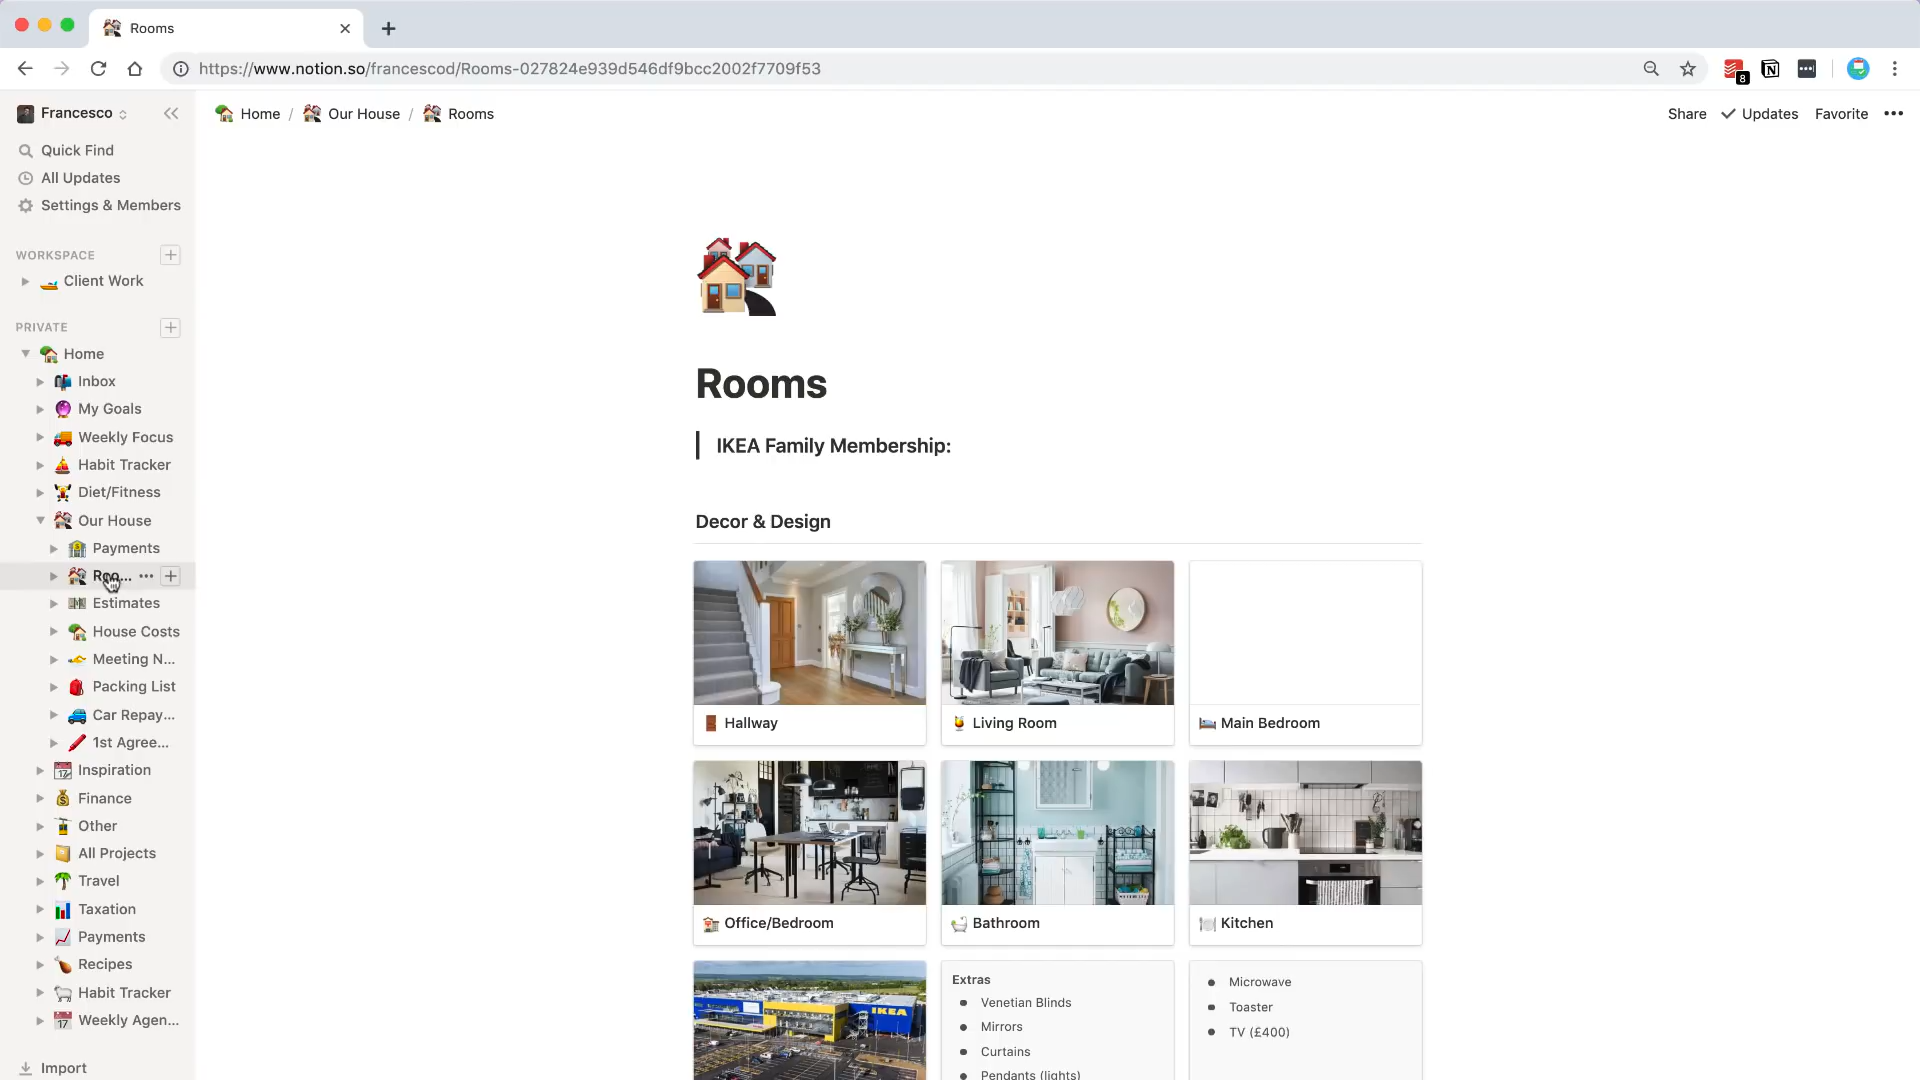 Rooms
https://www.notion.so/francescod/Rooms-027824e939d546df9bcc2002f7709f53
8
Francesco
Home / Our House / Rooms
Share Updates Favorite
Quick Find
All Updates
Settings & Members
WORKSPACE
Client Work
PRIVATE
Home
Inbox
My Goals
Weekly Focus
Habit Tracker
Diet/Fitness
Our House
Payments
Roo...
Estimates
House Costs
Meeting N...
Packing List
Car Repay...
1st Agree...
Inspiration
Finance
Other
All Projects
Travel
Taxation
Payments
Recipes
Habit Tracker
Weekly Agen...
Import
Rooms
IKEA Family Membership:
Decor & Design
Hallway
Living Room
Main Bedroom
Office/Bedroom
Bathroom
Kitchen
IKEA
Extras
Venetian Blinds
Mirrors
Curtains
Pendants (lights)
Microwave
Toaster
TV (£400)